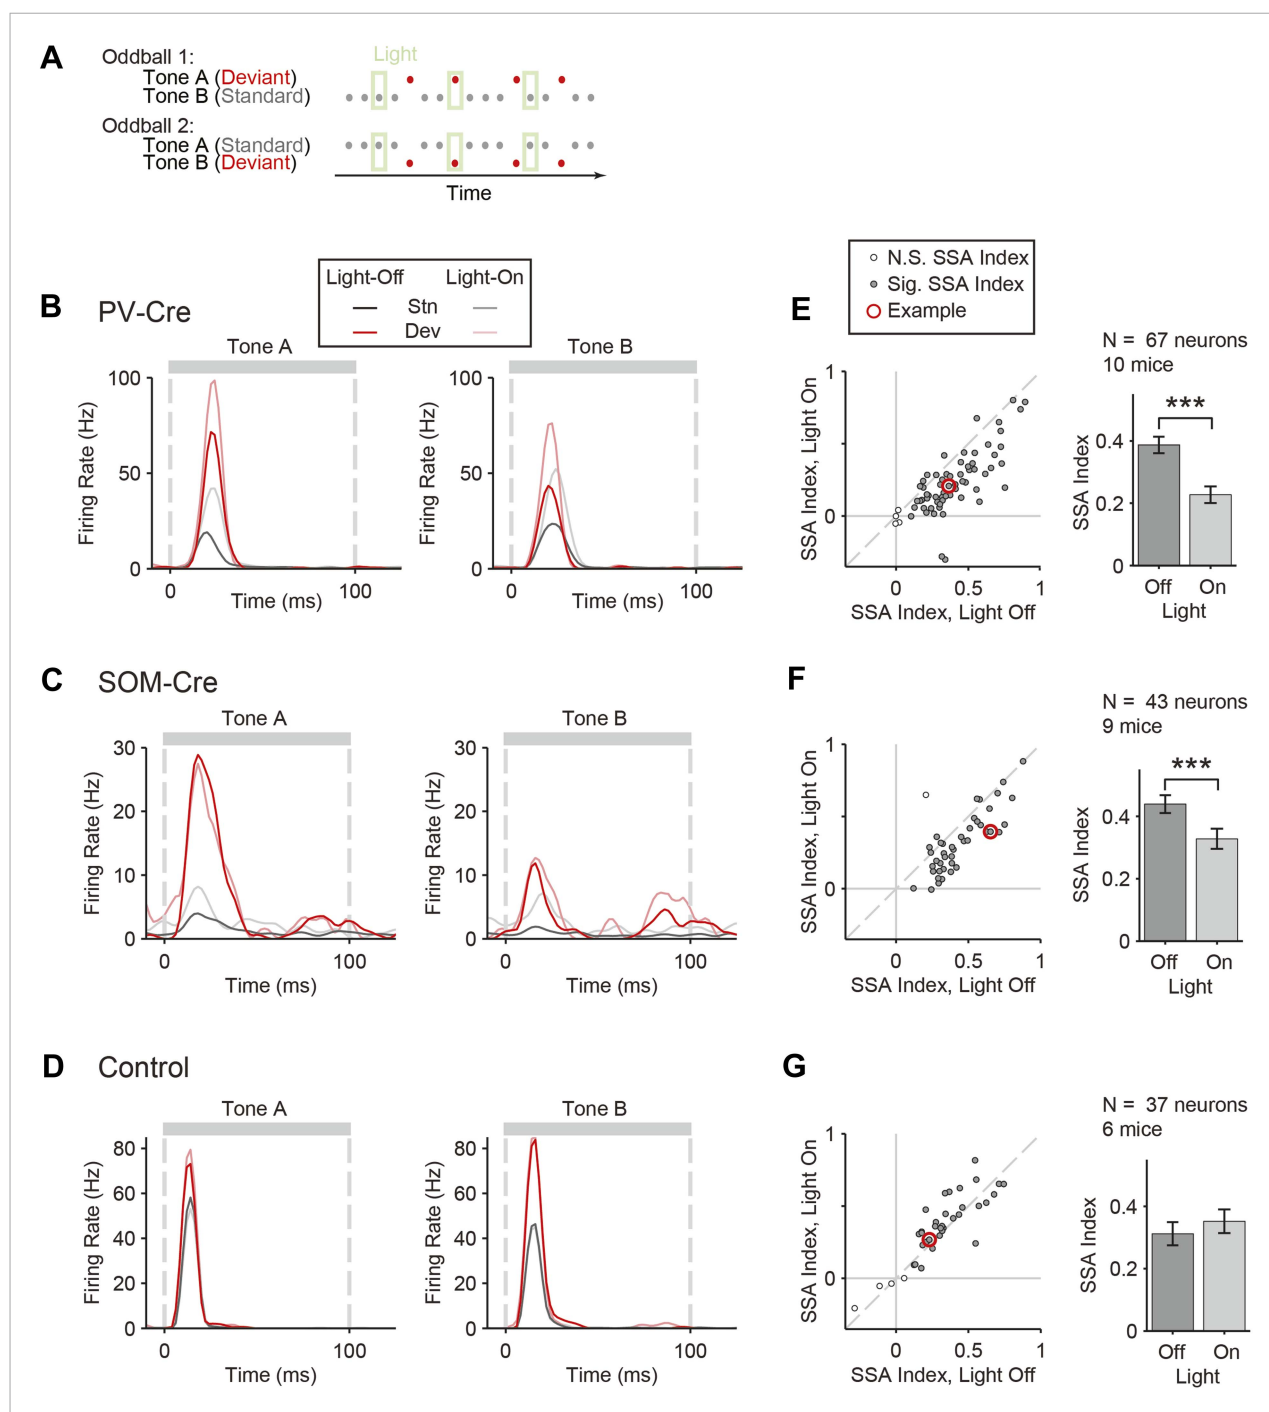 A
Oddball 1:
Light
Tone A (Deviant)
Tone B (Standard)
Oddball 2:
Tone A (Standard)
Tone B (Deviant)
Time
B PV-Cre
Light-Off Light-On
Stn
Dev
Tone A
Tone B
100
50
0
Firing Rate (Hz)
0 100
Time (ms)
100
50
0
Firing Rate (Hz)
0 100
Time (ms)
E
N.S. SSA Index
Sig. SSA Index
Example
N = 67 neurons
10 mice
1
0
SSA Index, Light On
0 0.5 1
SSA Index, Light Off
***
0.4
0.2
0
SSA Index
Off On
Light
C SOM-Cre
Tone A
Tone B
30
20
10
0
Firing Rate (Hz)
0 100
Time (ms)
30
20
10
0
Firing Rate (Hz)
0 100
Time (ms)
F
N = 43 neurons
9 mice
1
0
SSA Index, Light On
0 0.5 1
SSA Index, Light Off
***
0.4
0.2
0
SSA Index
Off On
Light
D Control
Tone A
Tone B
80
60
40
20
0
Firing Rate (Hz)
0 100
Time (ms)
80
60
40
20
0
Firing Rate (Hz)
0 100
Time (ms)
G
N = 37 neurons
6 mice
1
0
SSA Index, Light On
0 0.5 1
SSA Index, Light Off
0.4
0.2
0
SSA Index
Off On
Light